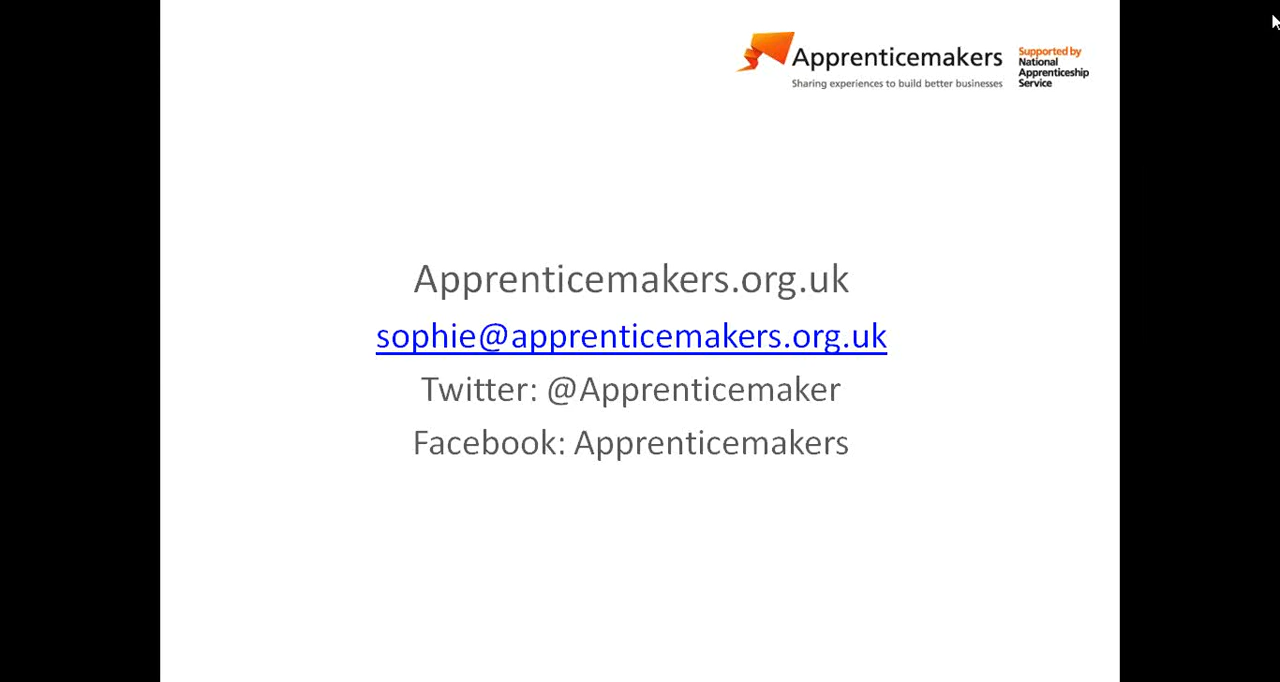 Apprenticemakers
Sharing experiences to build better businesses
Supported by
National
Apprenticeship
Service
Apprenticemakers.org.uk
sophie@apprenticemakers.org.uk
Twitter: @Apprenticemaker
Facebook: Apprenticemakers